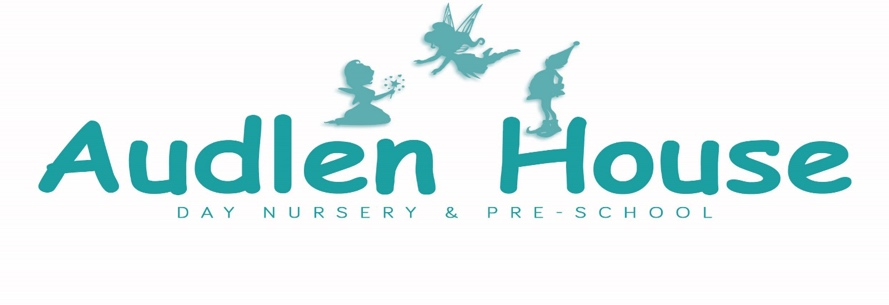 Audlen House
DAY NURSERY & PRE-SCHOOL